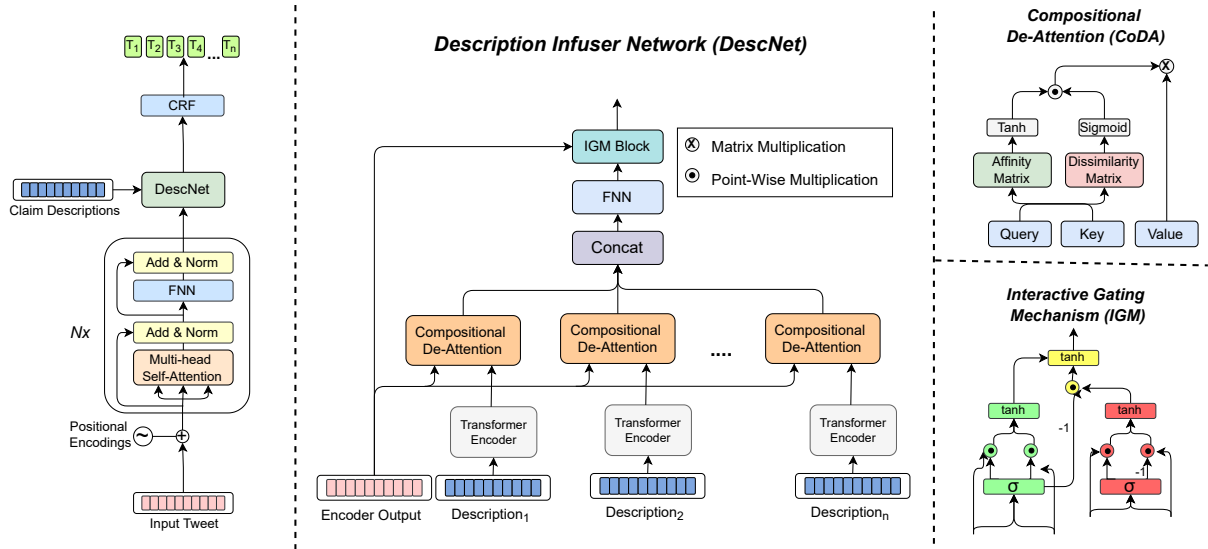 T1 T2 T3 T4 ... Tn
CRF
DescNet
Claim Descriptions
Add & Norm
FNN
Nx
Add & Norm
Multi-head
Self-Attention
Positional
Encodings
~ +
Input Tweet
Description Infuser Network (DescNet)
IGM Block
x Matrix Multiplication
Point-Wise Multiplication
FNN
Concat
Compositional
De-Attention
Compositional
De-Attention
....
Compositional
De-Attention
Transformer
Encoder
Transformer
Encoder
Transformer
Encoder
Encoder Output
Description1
Description2
Descriptionn
Compositional
De-Attention (CoDA)
x
Tanh
Sigmoid
Affinity
Matrix
Dissimilarity
Matrix
Query
Key
Value
Interactive Gating
Mechanism (IGM)
tanh
tanh
tanh
-1
-1
σ
σ